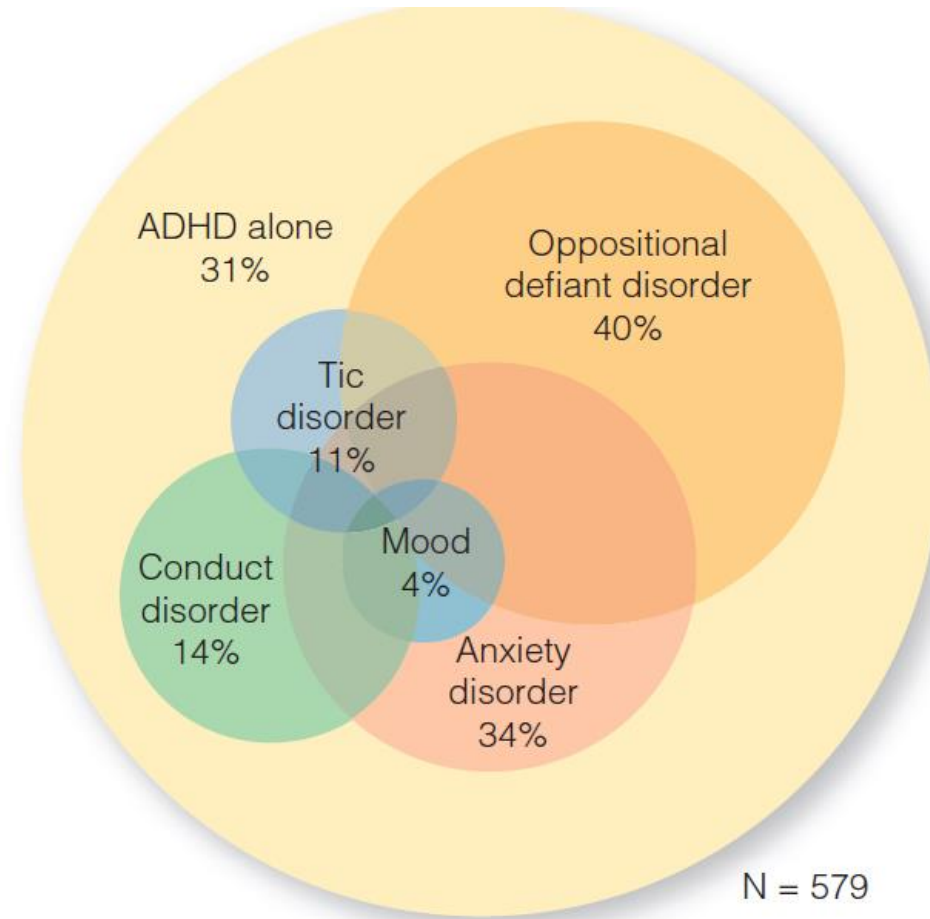 ADHD alone
31%
Oppositional
defiant disorder
40%
Tic
disorder
11%
Mood
4%
Conduct
disorder
14%
Anxiety
disorder
34%
N = 579